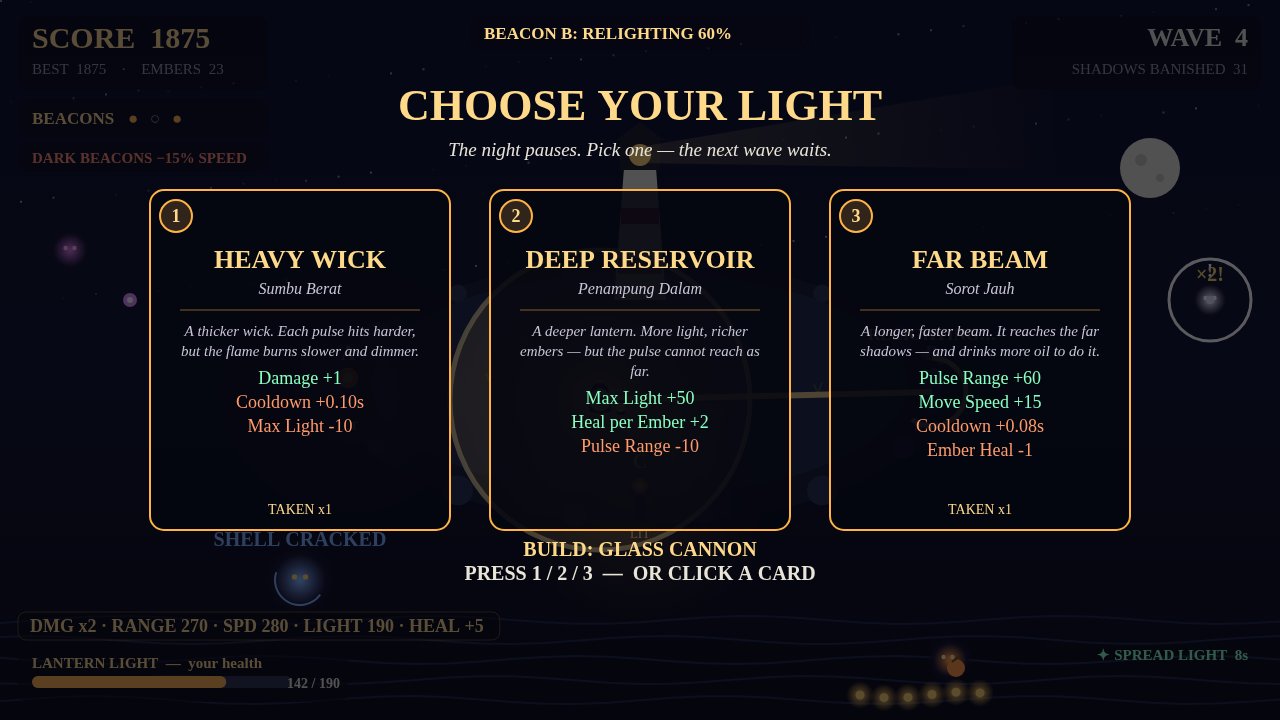 SCORE 1875
BEST 1875 · EMBERS 23
BEACONS
DARK BEACONS −15% SPEED
BEACON B: RELIGHTING 60%
WAVE 4
SHADOWS BANISHED 31
CHOOSE YOUR LIGHT
The night pauses. Pick one — the next wave waits.
1
HEAVY WICK
Sumbu Berat
A thicker wick. Each pulse hits harder,
but the flame burns slower and dimmer.
Damage +1
Cooldown +0.10s
Max Light -10
TAKEN x1
2
DEEP RESERVOIR
Penampung Dalam
A deeper lantern. More light, richer
embers — but the pulse cannot reach as
far.
Max Light +50
Heal per Ember +2
Pulse Range -10
LIT
3
FAR BEAM
Sorot Jauh
A longer, faster beam. It reaches the far
shadows — and drinks more oil to do it.
Pulse Range +60
Move Speed +15
Cooldown +0.08s
Ember Heal -1
TAKEN x1
×2!
!
SHELL CRACKED
BUILD: GLASS CANNON
PRESS 1 / 2 / 3 — OR CLICK A CARD
DMG x2 · RANGE 270 · SPD 280 · LIGHT 190 · HEAL +5
LANTERN LIGHT — your health
142 / 190
✦ SPREAD LIGHT 8s